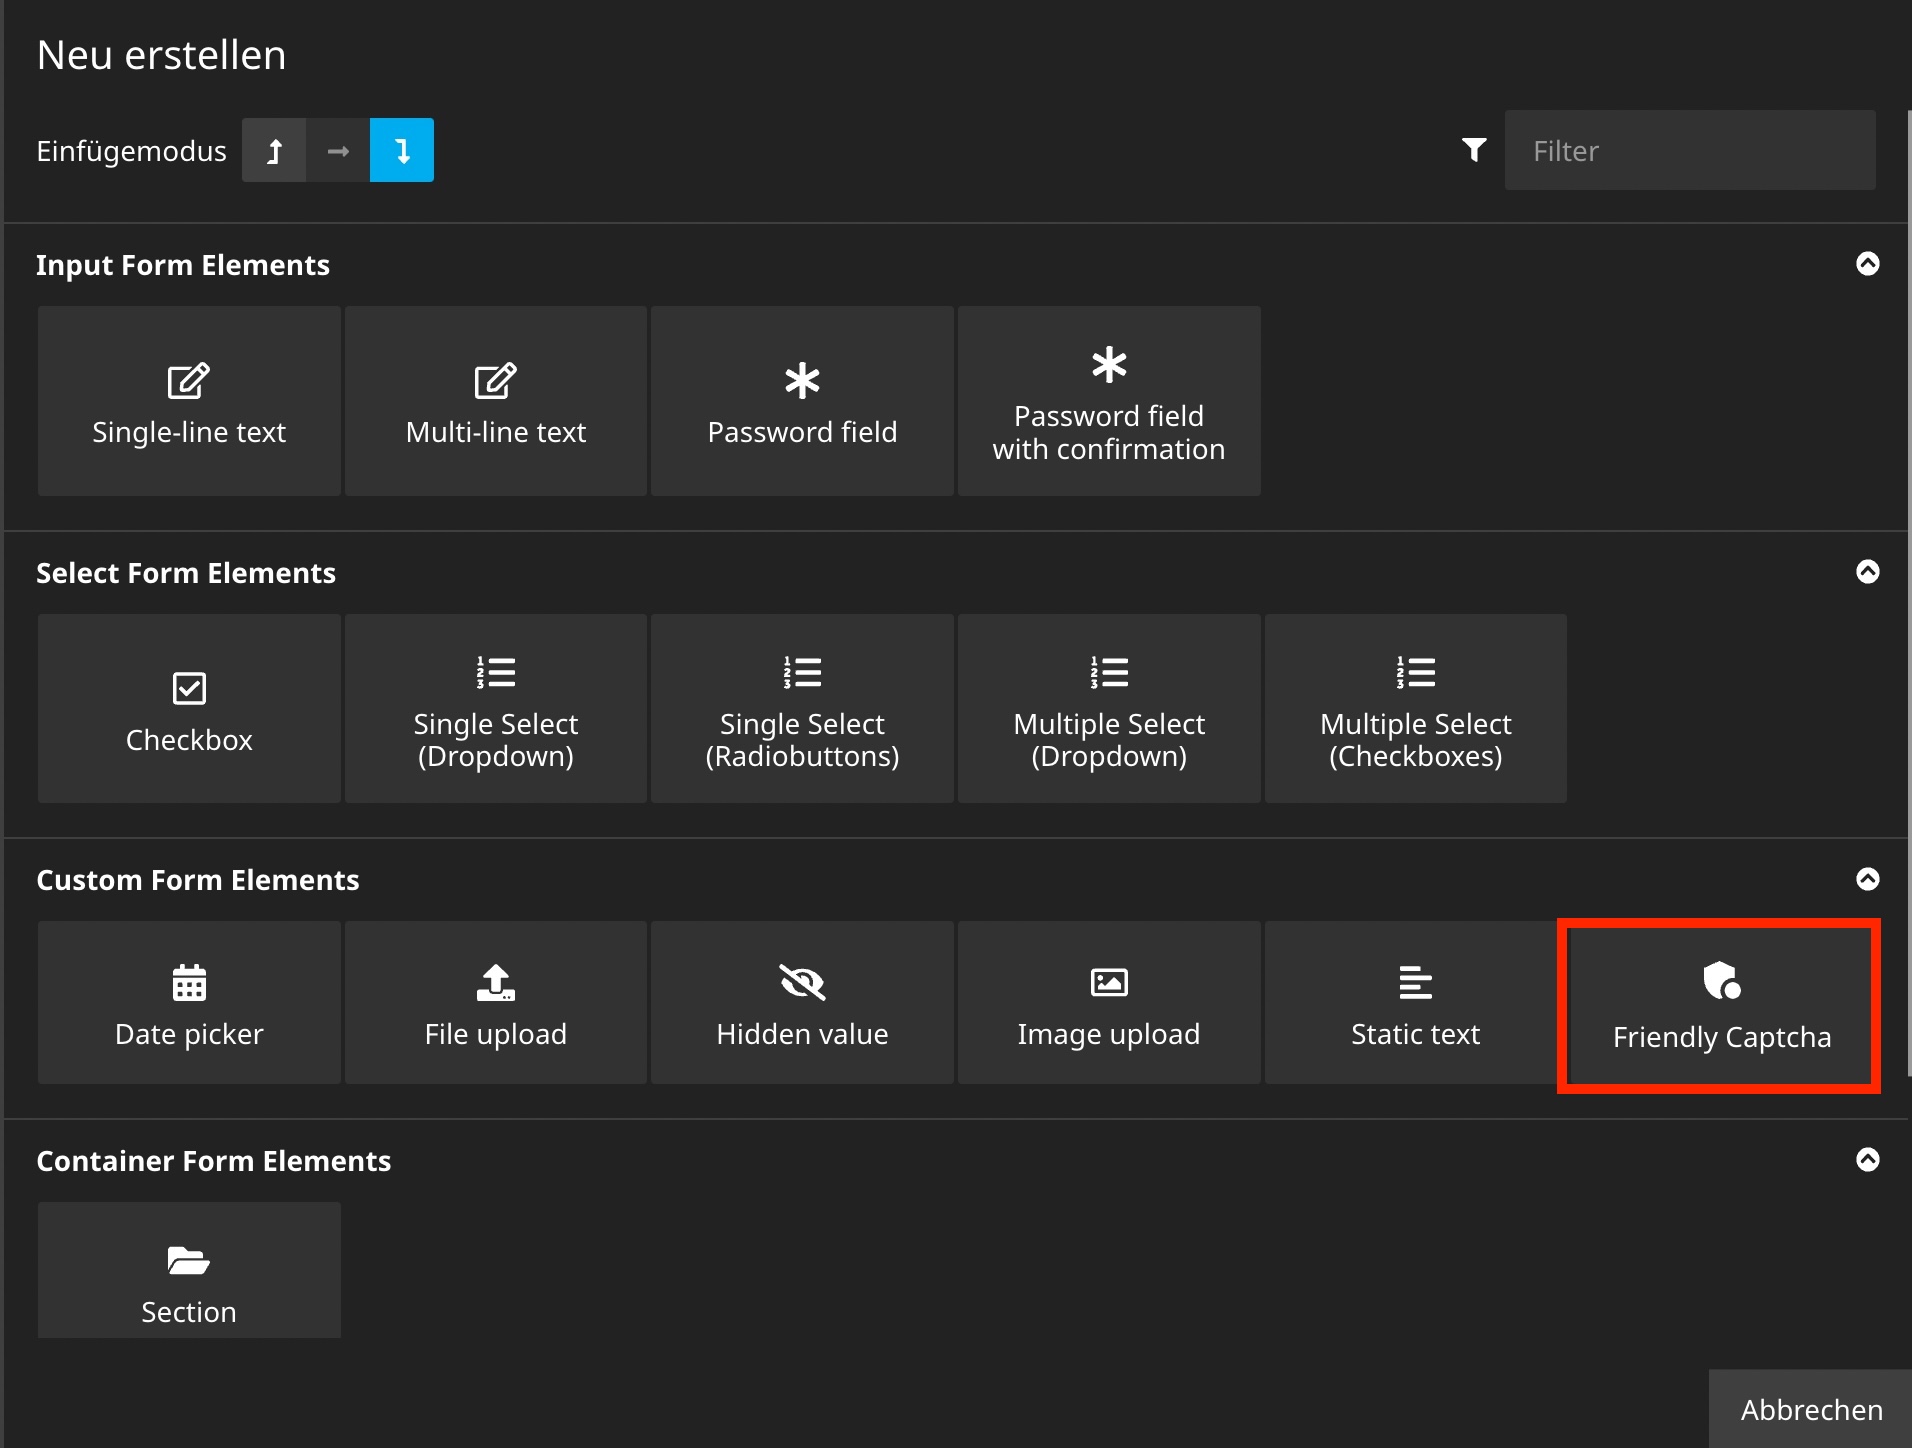 Neu erstellen
Einfügemodus
Filter
Input Form Elements
Single-line text
Multi-line text
Password field
Password field
with confirmation
Select Form Elements
Checkbox
Single Select
(Dropdown)
Single Select
(Radiobuttons)
Multiple Select
(Dropdown)
Multiple Select
(Checkboxes)
Custom Form Elements
Date picker
File upload
Hidden value
Image upload
Static text
Friendly Captcha
Container Form Elements
Section
Abbrechen